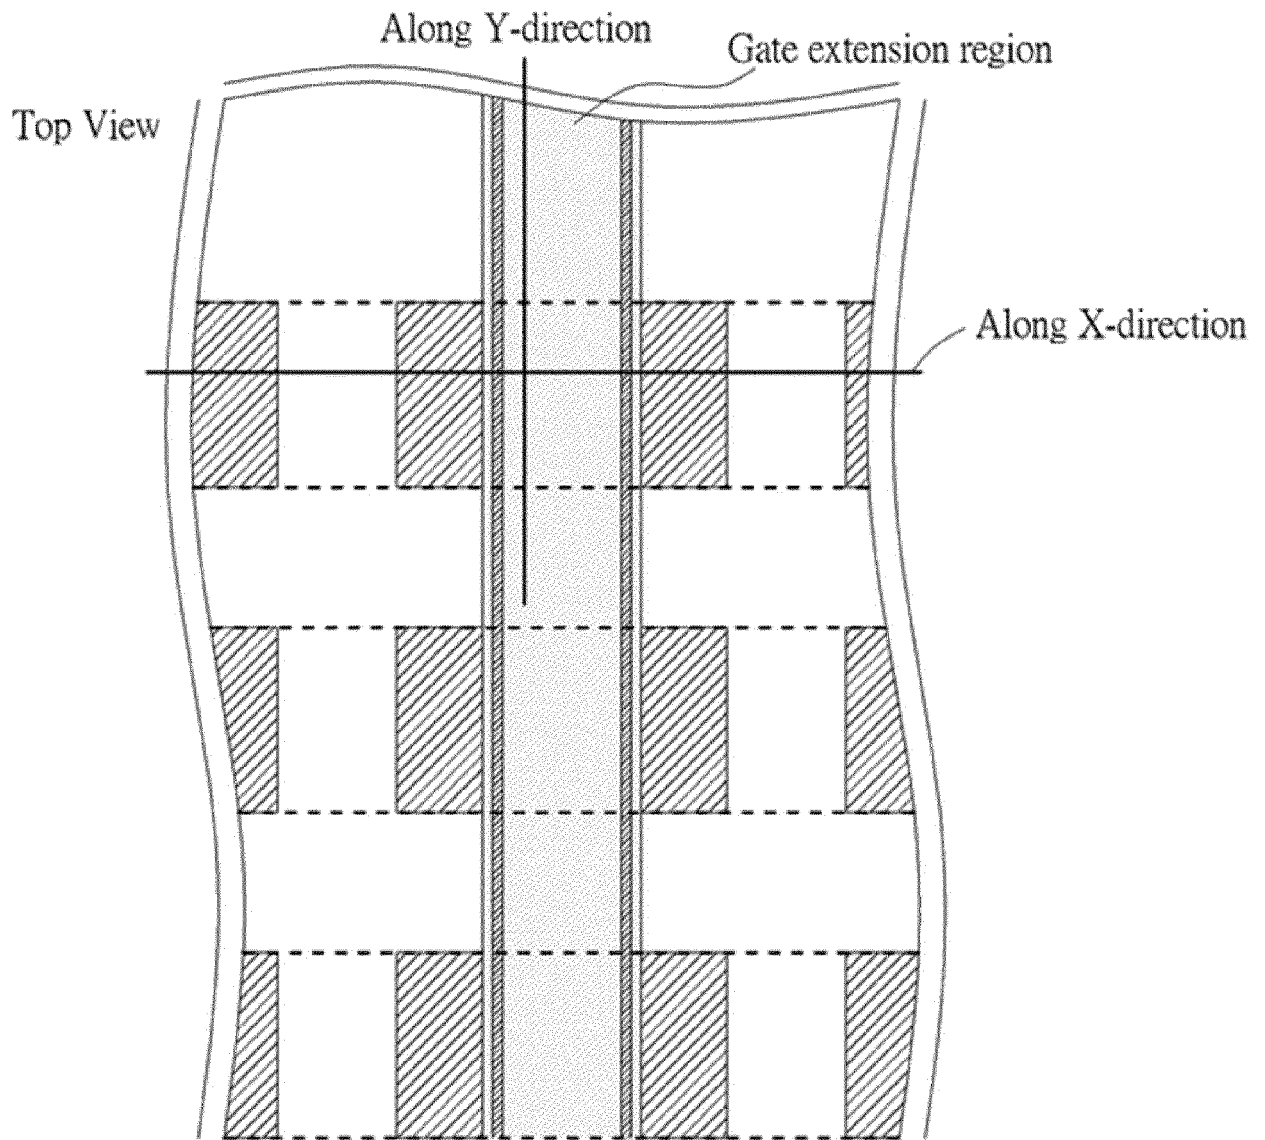 Along Y-direction
Gate extension region
Top View
Along X-direction